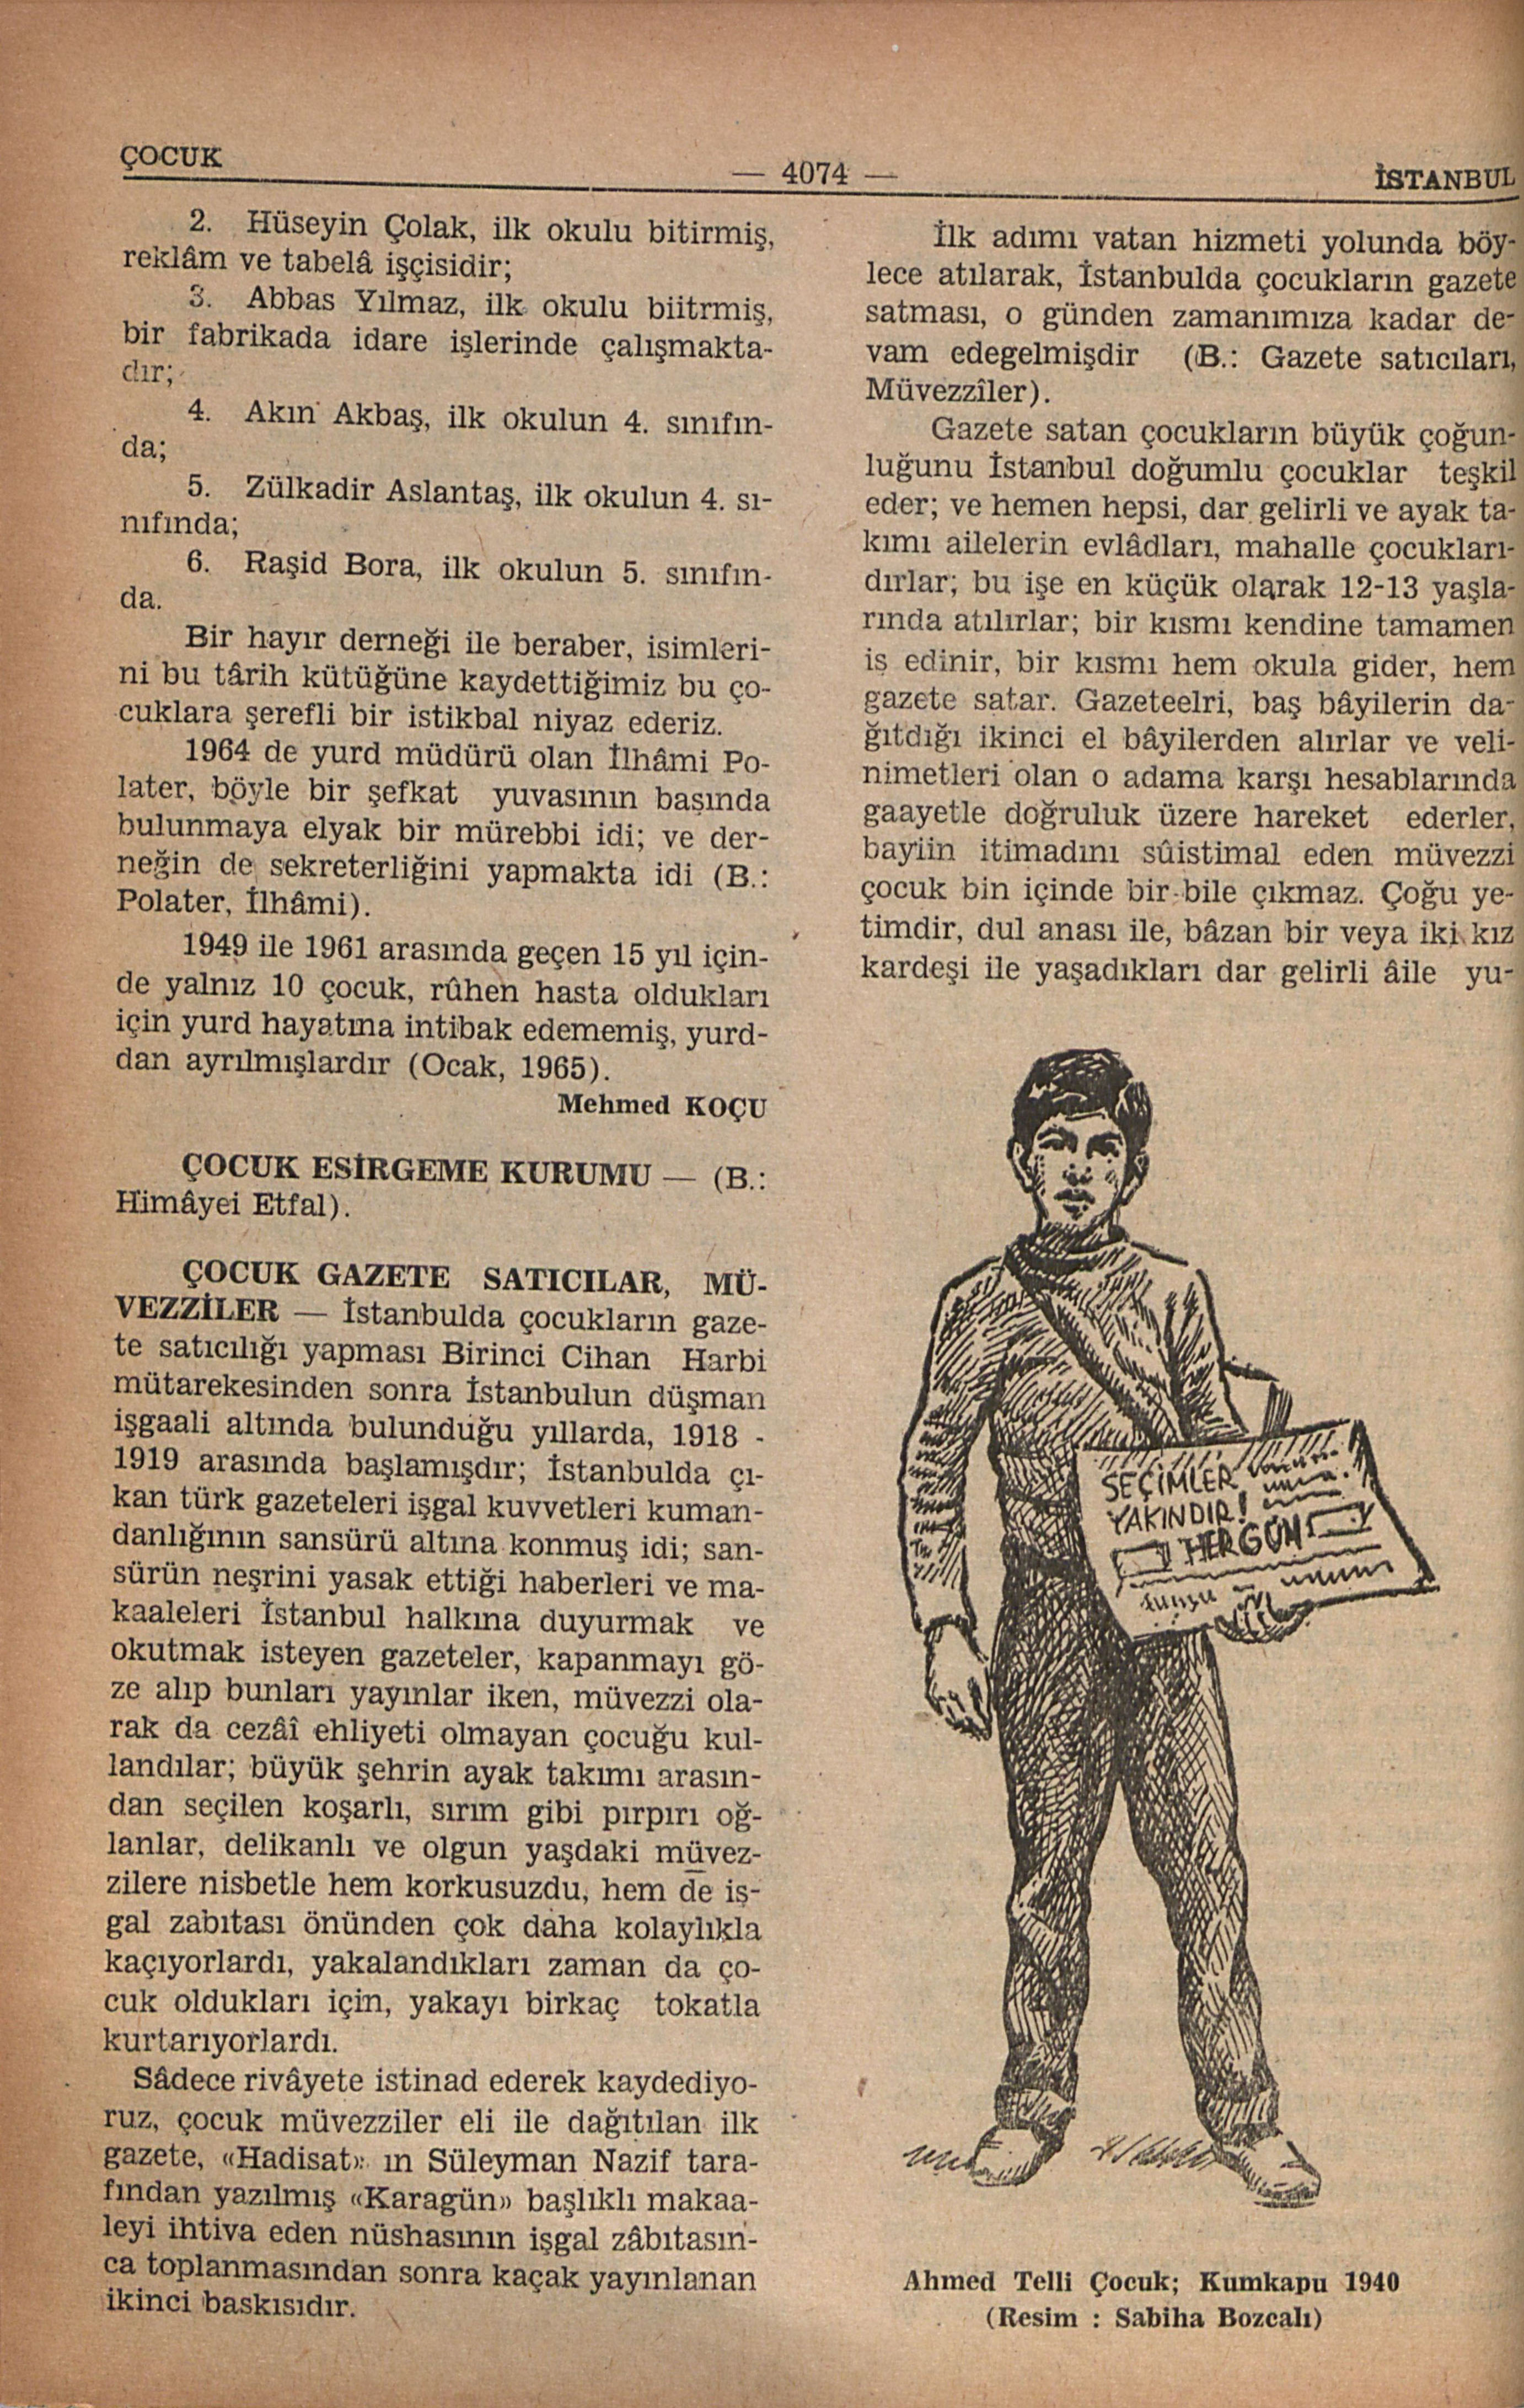 ÇOCUK
— 4074 —
İSTANBUL
2. Hüseyin Çolak, ilk okulu bitirmiş,
reklâm ve tabelâ işçisidir;
3. Abbas Yılmaz, ilk okulu biitrmiş,
bir fabrikada idare işlerinde çalışmakta-
dır;
4. Akın Akbaş, ilk okulun 4. sınıfın-
da;
5. Zülkadir Aslantaş, ilk okulun 4. sı-
nıfında;
6. Raşid Bora, ilk okulun 5. sınıfın-
da.
Bir hayır derneği ile beraber, isimleri-
ni bu târih kütüğüne kaydettiğimiz bu ço-
cuklara şerefli bir istikbal niyaz ederiz.
1964 de yurd müdürü olan İlhâmi Po-
later, böyle bir şefkat yuvasının başında
bulunmaya elyak bir mürebbi idi; ve der-
neğin de sekreterliğini yapmakta idi (B.:
Polater, İlhâmi).
1949 ile 1961 arasında geçen 15 yıl için-
de yalnız 10 çocuk, rûhen hasta oldukları
için yurd hayatına intibak edememiş, yurd-
dan ayrılmışlardır (Ocak, 1965).
Mehmed KOÇU
ÇOCUK ESİRGEME KURUMU — (B.:
Himâyei Etfal).
ÇOCUK GAZETE SATICILAR, MÜ-
VEZZİLER — İstanbulda çocukların gaze-
te satıcılığı yapması Birinci Cihan Harbi
mütarekesinden sonra İstanbulun düşman
işgaali altında bulunduğu yıllarda, 1918 -
1919 arasında başlamışdır; İstanbulda çı-
kan türk gazeteleri işgal kuvvetleri kuman-
danlığının sansürü altına konmuş idi; san-
sürün neşrini yasak ettiği haberleri ve ma-
kaaleleri İstanbul halkına duyurmak ve
okutmak isteyen gazeteler, kapanmayı gö-
ze alıp bunları yayınlar iken, müvezzi ola-
rak da cezâî ehliyeti olmayan çocuğu kul-
landılar; büyük şehrin ayak takımı arasın-
dan seçilen koşarlı, sırım gibi pırpırı oğ-
lanlar, delikanlı ve olgun yaşdaki müvez-
zilere nisbetle hem korkusuzdu, hem de iş-
gal zabıtası önünden çok daha kolaylıkla
kaçıyorlardı, yakalandıkları zaman da ço-
cuk oldukları için, yakayı birkaç tokatla
kurtarıyorlardı.
Sâdece rivâyete istinad ederek kaydediyo-
ruz, çocuk müvezziler eli ile dağıtılan ilk
gazete, «Hadisat» ın Süleyman Nazif tara-
fından yazılmış «Karagün» başlıklı makaa-
leyi ihtiva eden nüshasının işgal zâbıtasın-
ca toplanmasından sonra kaçak yayınlanan
ikinci baskısıdır.
İlk adımı vatan hizmeti yolunda böy-
lece atılarak, İstanbulda çocukların gazete
satması, o günden zamanımıza kadar de-
vam edegelmişdir (B.: Gazete satıcıları,
Müvezzîler).
Gazete satan çocukların büyük çoğun-
luğunu İstanbul doğumlu çocuklar teşkil
eder; ve hemen hepsi, dar gelirli ve ayak ta-
kımı ailelerin evlâdları, mahalle çocukları-
dırlar; bu işe en küçük olarak 12-13 yaşla-
rında atılırlar; bir kısmı kendine tamamen
iş edinir, bir kısmı hem okula gider, hem
gazete satar. Gazeteelri, baş bâyilerin da-
ğıtdığı ikinci el bâyilerden alırlar ve veli-
nimetleri olan o adama karşı hesablarında
gaayetle doğruluk üzere hareket ederler,
bayiin itimadını sûistimal eden müvezzi
çocuk bin içinde bir bile çıkmaz. Çoğu ye-
timdir, dul anası ile, bâzan bir veya iki kız
kardeşi ile yaşadıkları dar gelirli âile yu-
SEÇİMLER
YAKINDIR!
HERGÜN
Ahmed Telli Çocuk; Kumkapu 1940
(Resim : Sabiha Bozcalı)